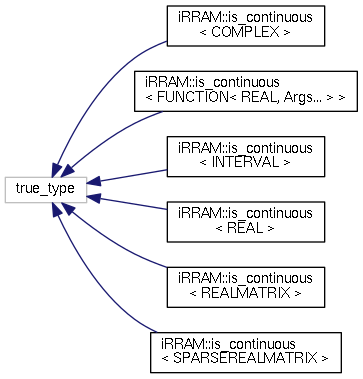 iRRAM::is_continuous
< COMPLEX >
iRRAM::is_continuous
< FUNCTION< REAL, Args... > >
iRRAM::is_continuous
< INTERVAL >
true_type
iRRAM::is_continuous
< REAL >
iRRAM::is_continuous
< REALMATRIX >
iRRAM::is_continuous
< SPARSEREALMATRIX >